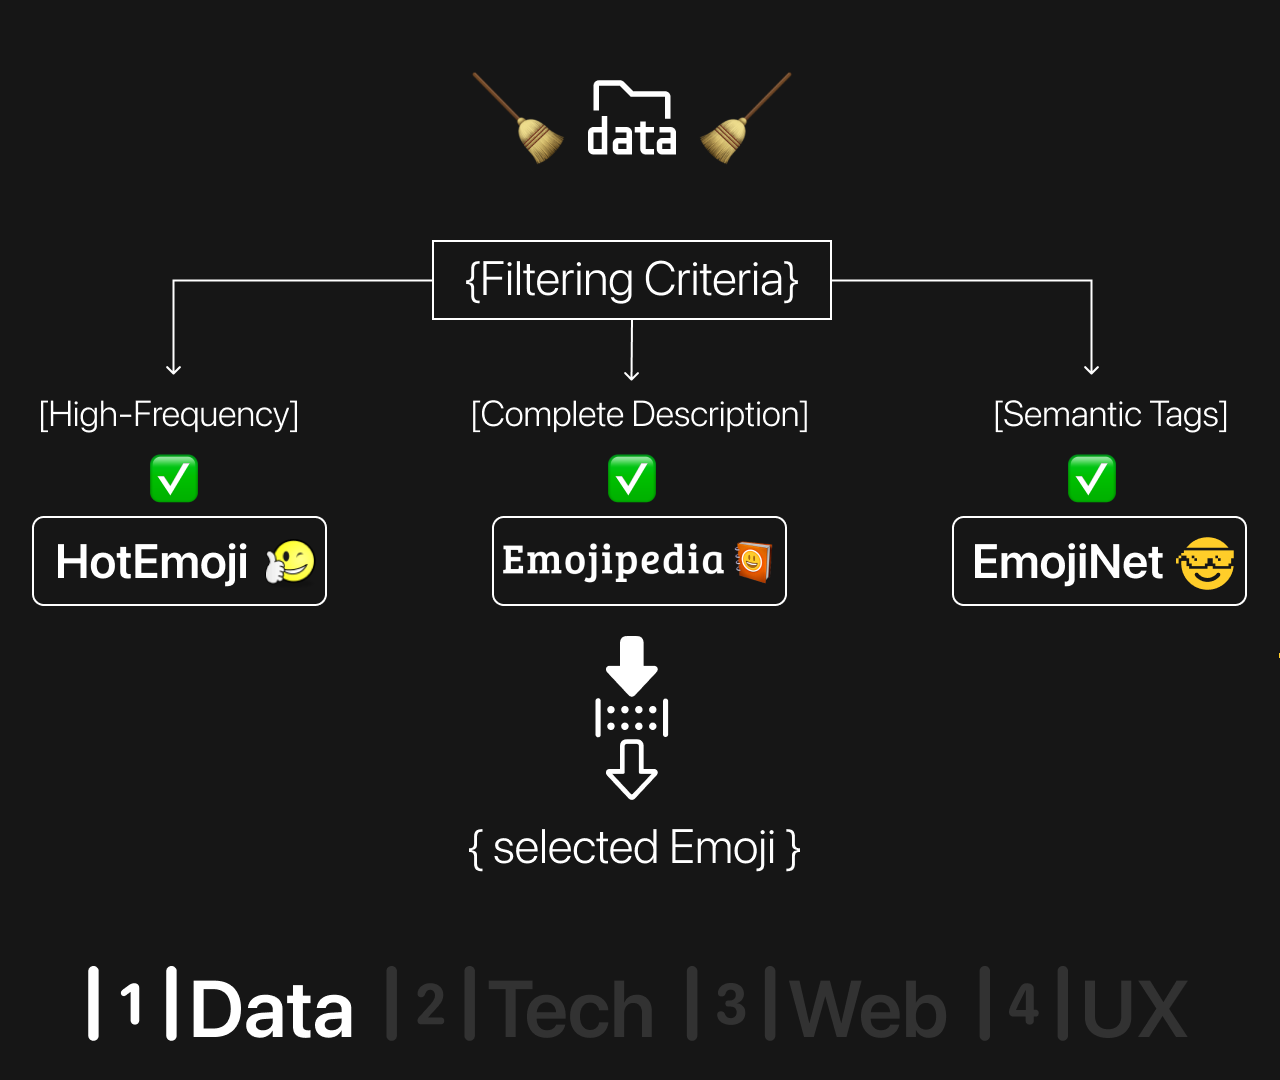 data
{Filtering Criteria}
[High-Frequency]
[Complete Description]
[Semantic Tags]
HotEmoji
Emojipedia
EmojiNet
{ selected Emoji }
|1|Data |2|Tech |3|Web |4|UX